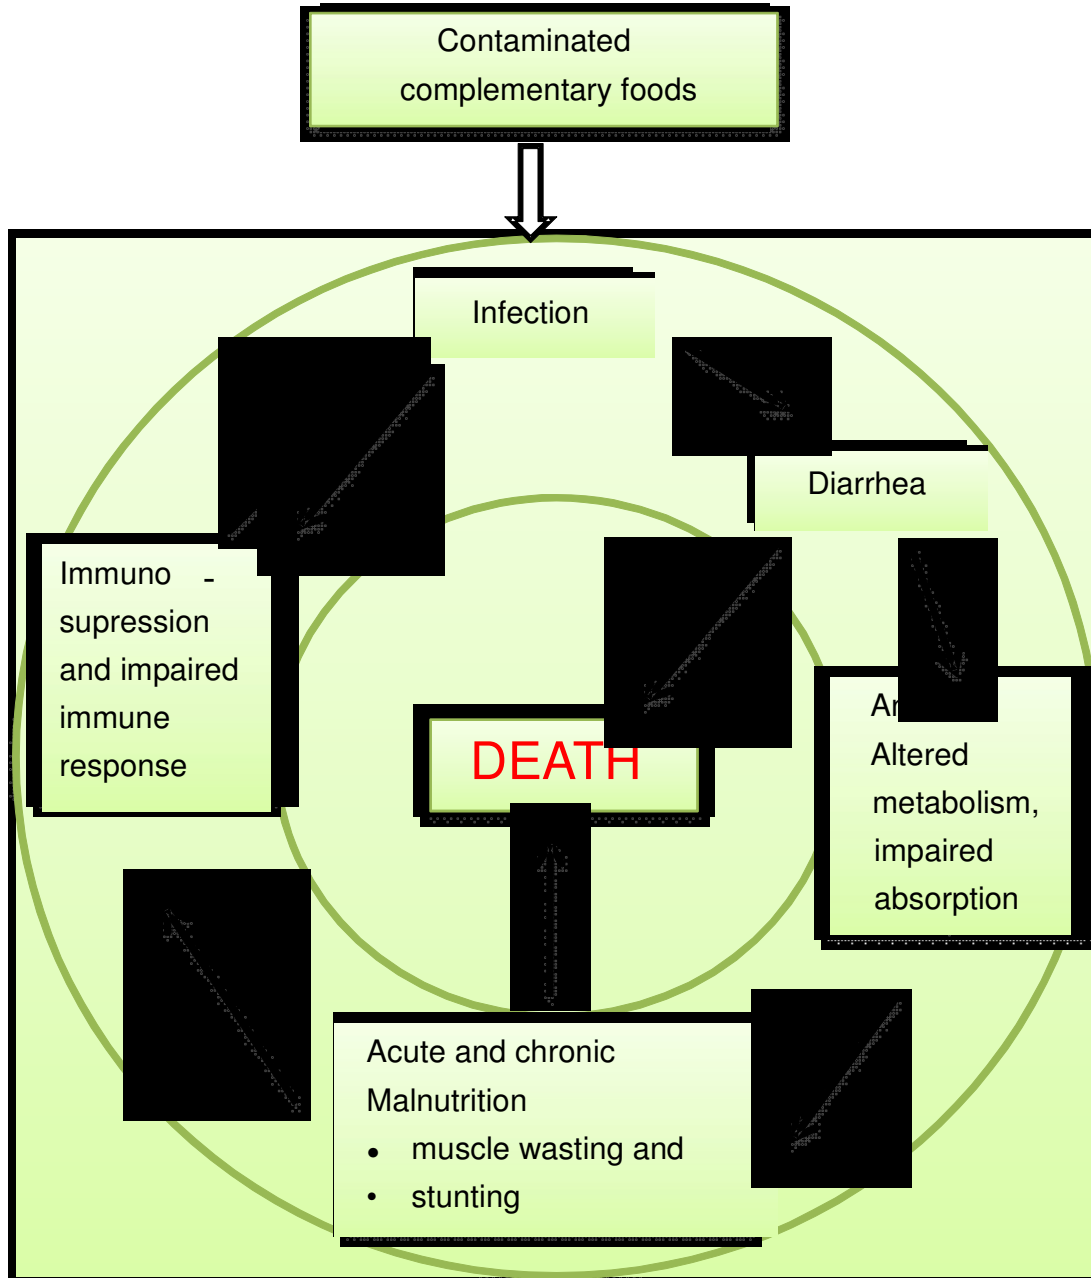 Contaminated
complementary foods
Infection
Diarrhea
Immuno -
supression
and impaired
immune
response
DEATH
Altered
metabolism,
impaired
absorption
Acute and chronic
Malnutrition
• muscle wasting and
• stunting